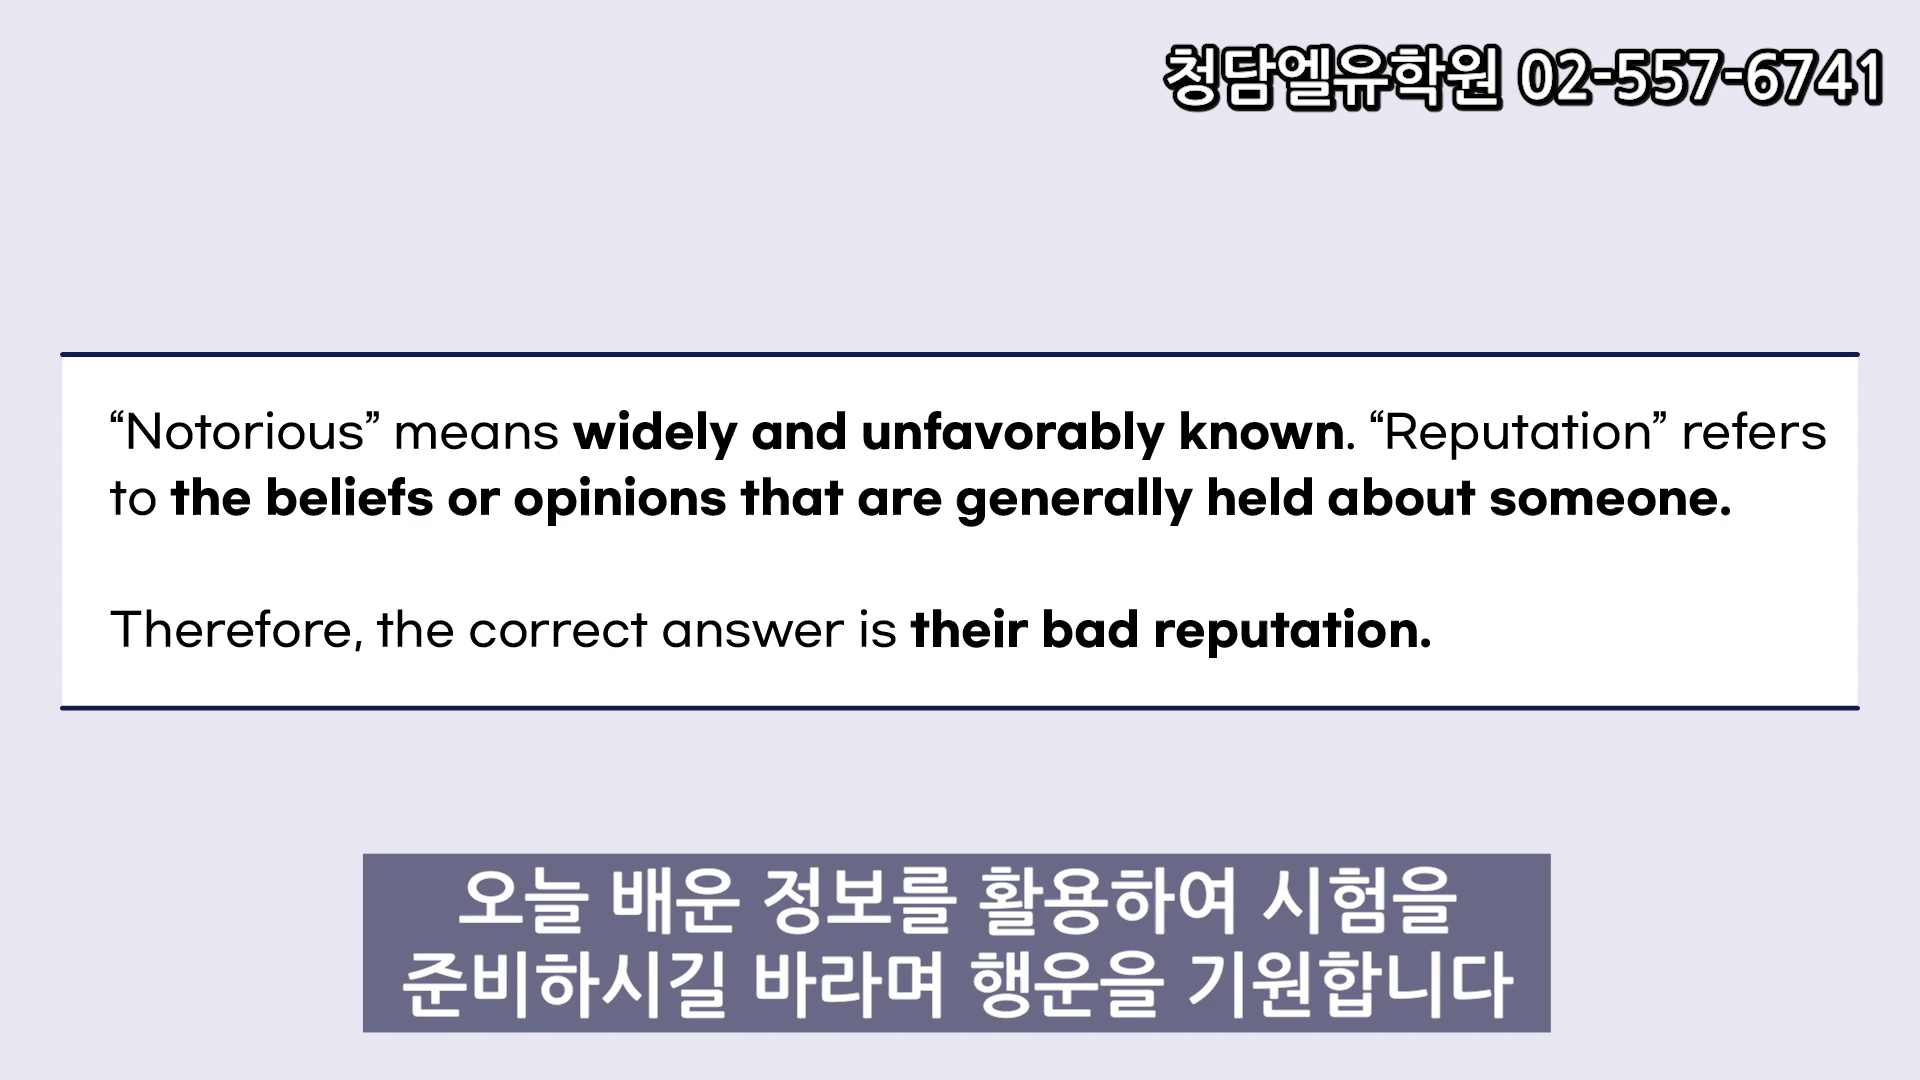 청담엘유학원 02-557-6741
“Notorious” means widely and unfavorably known. “Reputation” refers
to the beliefs or opinions that are generally held about someone.
Therefore, the correct answer is their bad reputation.
오늘 배운 정보를 활용하여 시험을
준비하시길 바라며 행운을 기원합니다